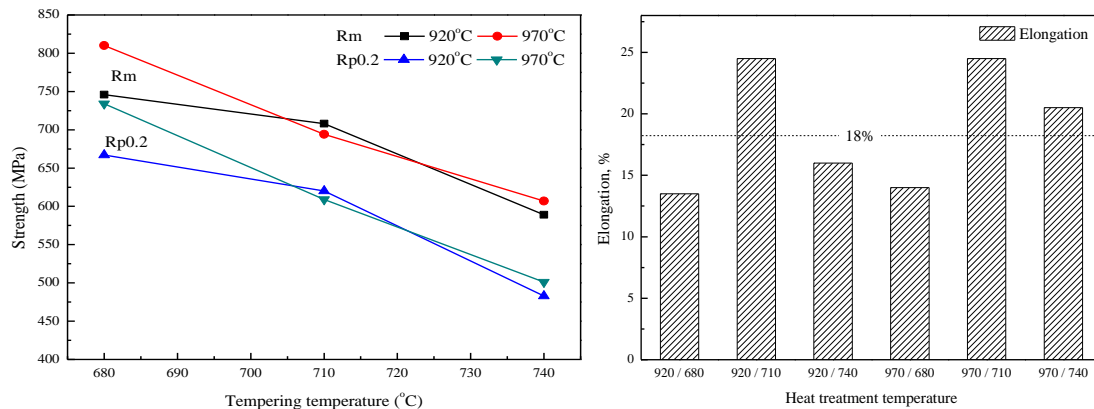 850
800
750
700
650
600
550
500
450
400
Strength (MPa)
Rm 920°C 970°C
Rp0.2 920°C 970°C
Rm
Rp0.2
680 690 700 710 720 730 740
Tempering temperature (°C)
Elongation
25
20
15
10
5
0
Elongation, %
18%
920 / 680 920 / 710 920 / 740 970 / 680 970 / 710 970 / 740
Heat treatment temperature